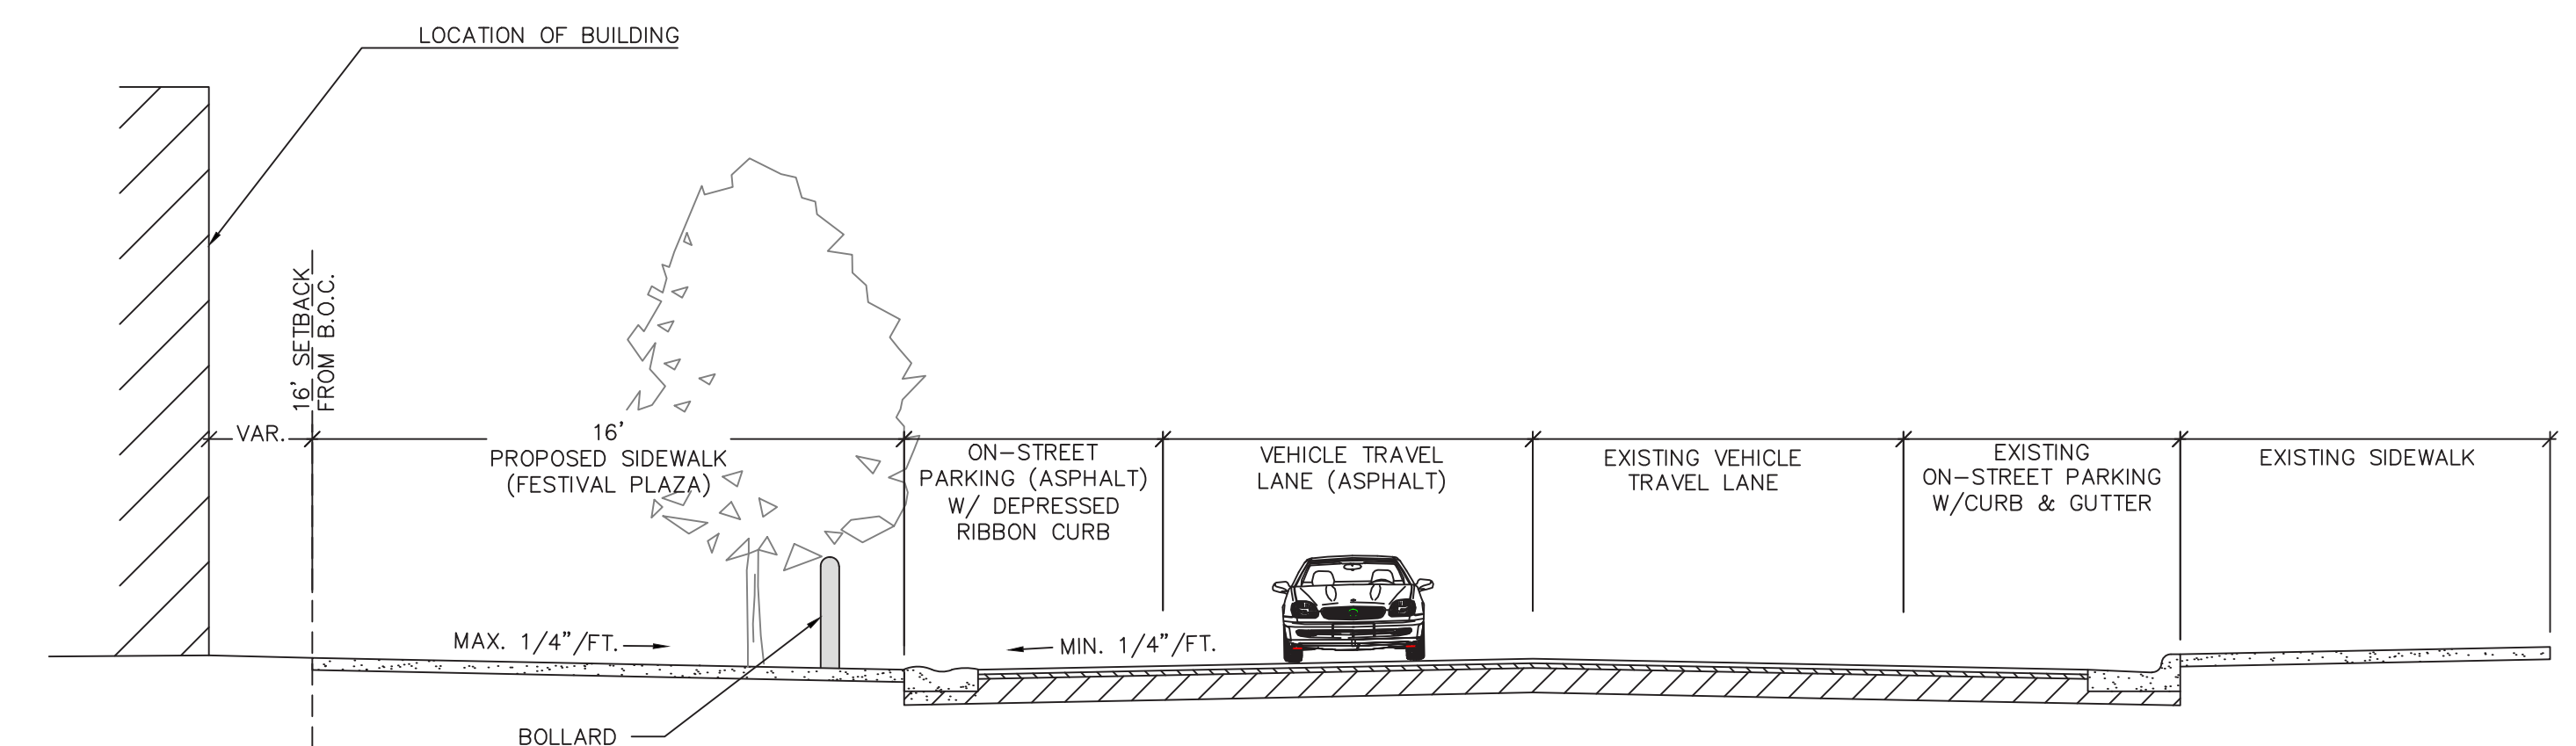 LOCATION OF BUILDING
16' SETBACK
FROM B.O.C.
VAR.
16'
PROPOSED SIDEWALK
(FESTIVAL PLAZA)
ON-STREET
PARKING (ASPHALT)
W/ DEPRESSED
RIBBON CURB
VEHICLE TRAVEL
LANE (ASPHALT)
EXISTING VEHICLE
TRAVEL LANE
EXISTING
ON-STREET PARKING
W/CURB & GUTTER
EXISTING SIDEWALK
MAX. 1/4"/FT.
MIN. 1/4"/FT.
BOLLARD